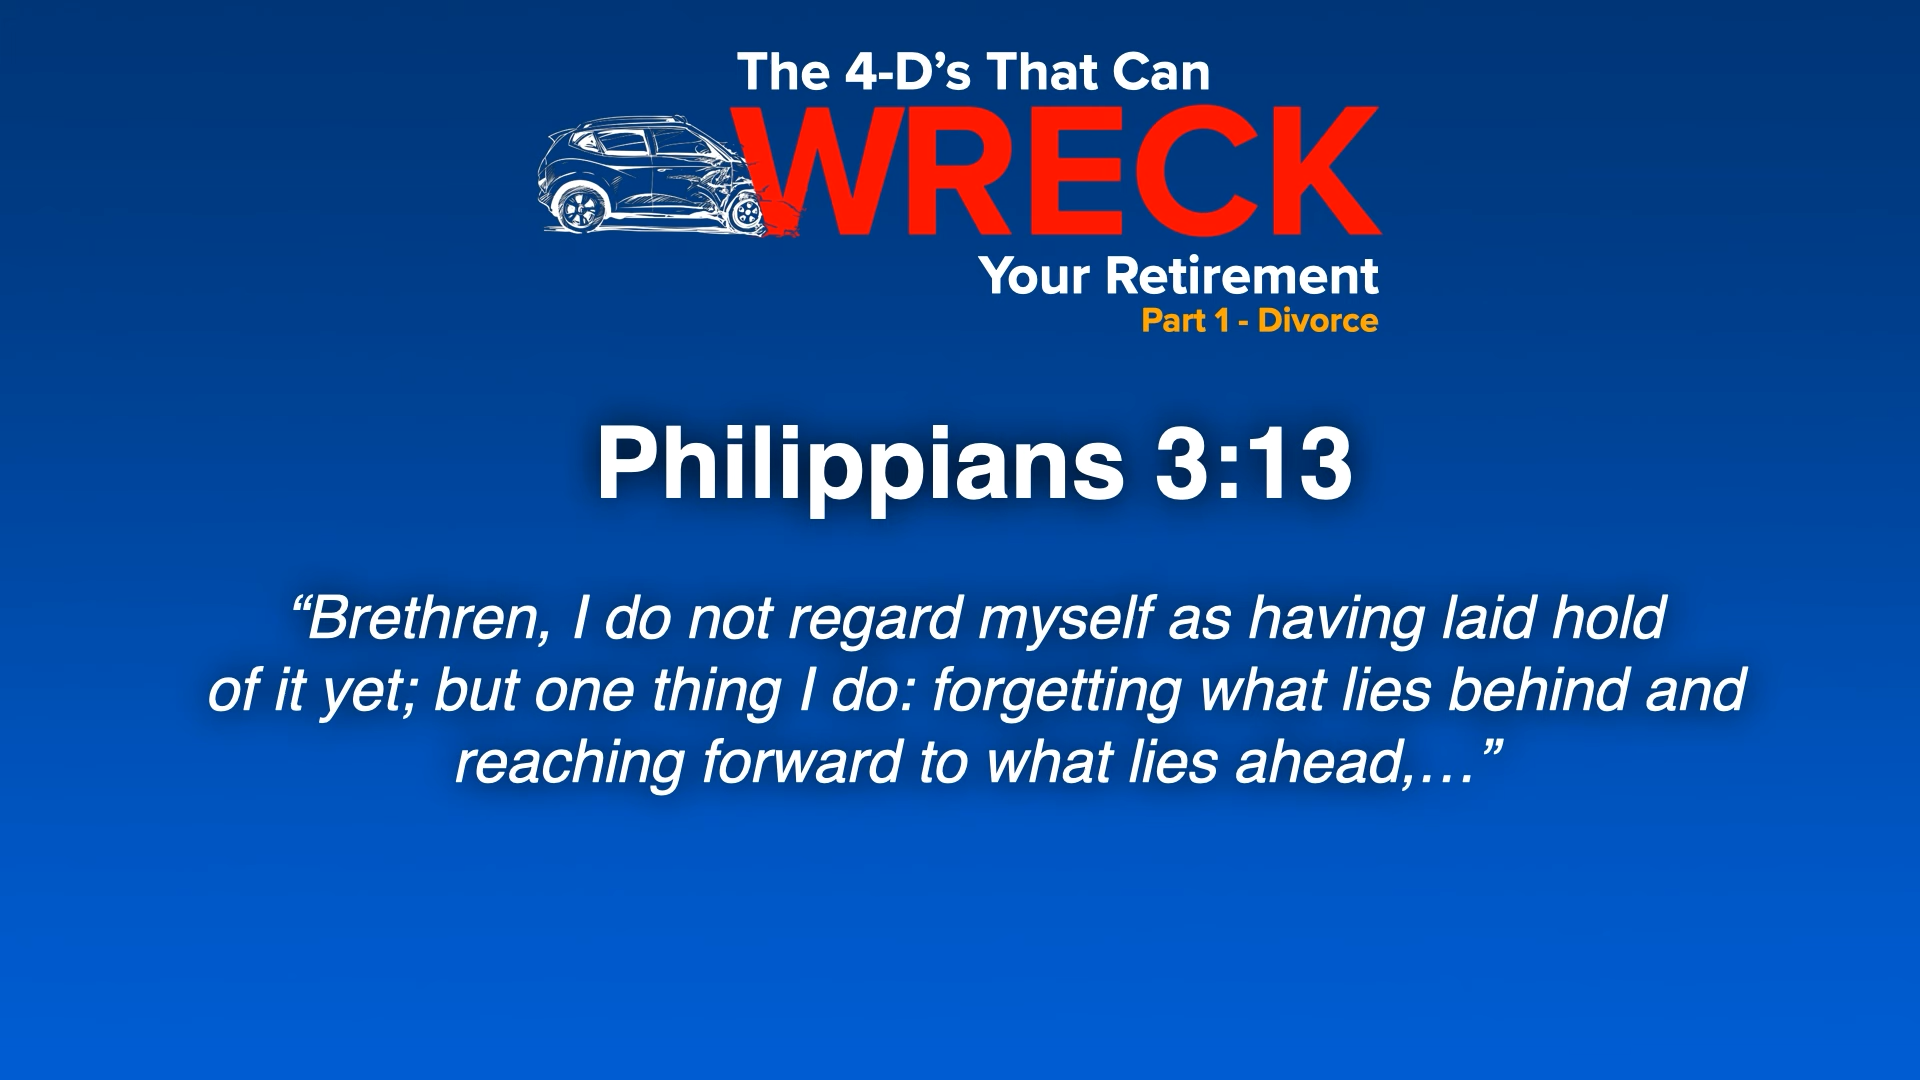 The 4-D’s That Can
WRECK
Your Retirement
Part 1 - Divorce
Philippians 3:13
“Brethren, I do not regard myself as having laid hold
of it yet; but one thing I do: forgetting what lies behind and
reaching forward to what lies ahead,…”